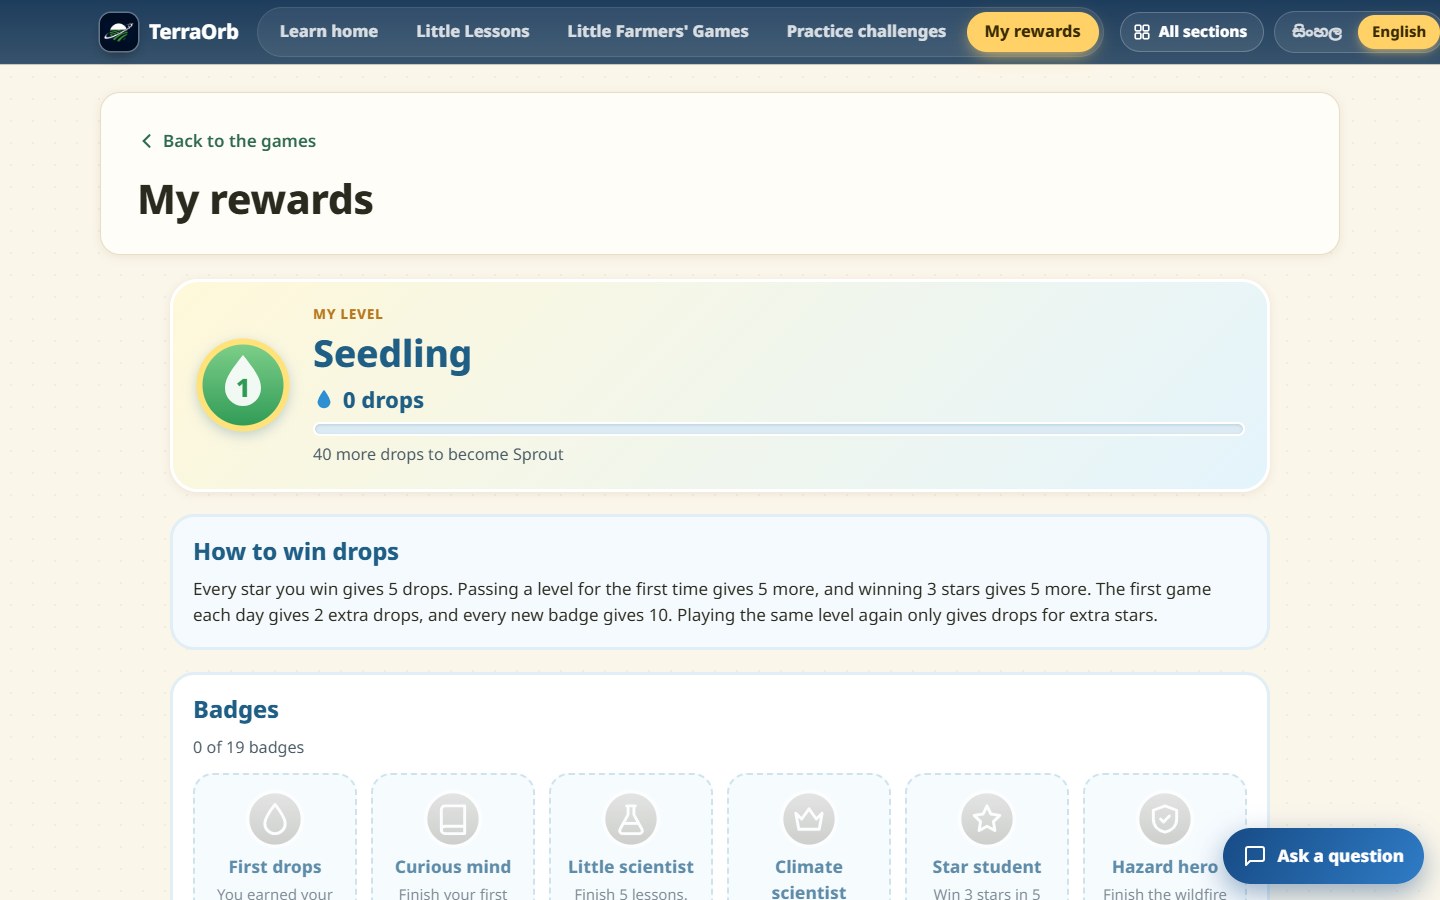 TerraOrb
Learn home
Little Lessons
Little Farmers' Games
Practice challenges
My rewards
All sections
සිංහල
English
Back to the games
My rewards
MY LEVEL
1
Seedling
0 drops
40 more drops to become Sprout
How to win drops
Every star you win gives 5 drops. Passing a level for the first time gives 5 more, and winning 3 stars gives 5 more. The first game
each day gives 2 extra drops, and every new badge gives 10. Playing the same level again only gives drops for extra stars.
Badges
0 of 19 badges
First drops
You earned your
Curious mind
Finish your first
Little scientist
Finish 5 lessons.
Climate
scientist
Star student
Win 3 stars in 5
Hazard hero
Finish the wildfire
Ask a question